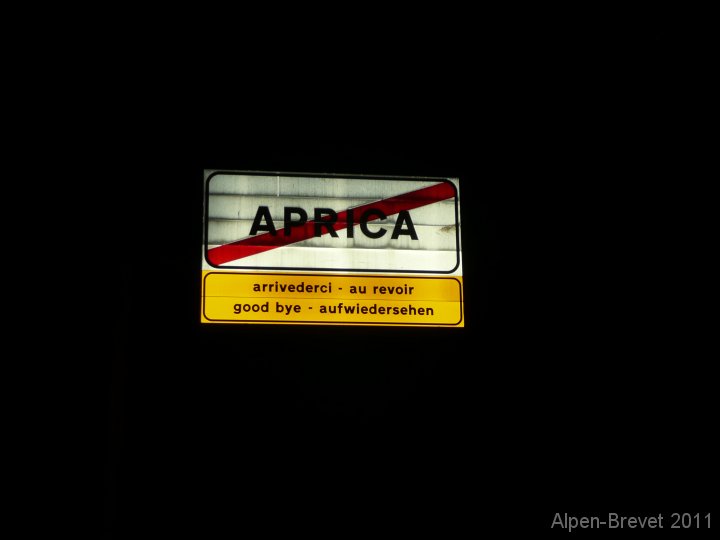 APRICA
arrivederci - au revoir
good bye - aufwiedersehen
Alpen-Brevet 2011